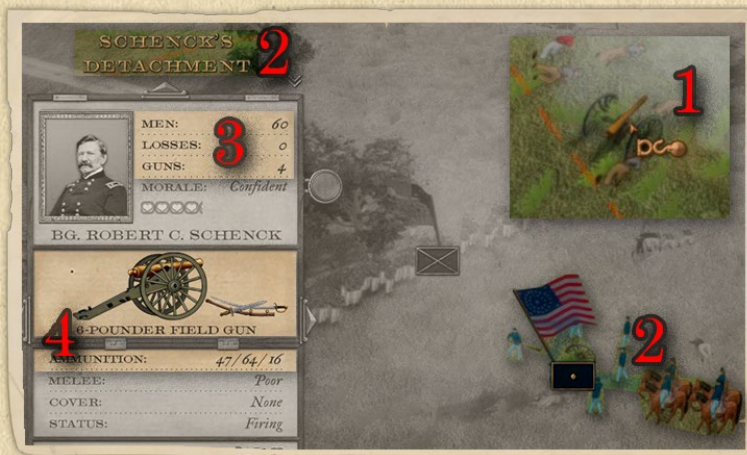 SCHENCK'S
DETACHMENT
2
1
MEN: 60
LOSSES: 0
3
GUNS: 4
MORALE: Confident
BG. ROBERT C. SCHENCK
6-POUNDER FIELD GUN
4
AMMUNITION: 47/64/16
MELEE: Poor
2
COVER: None
STATUS: Firing